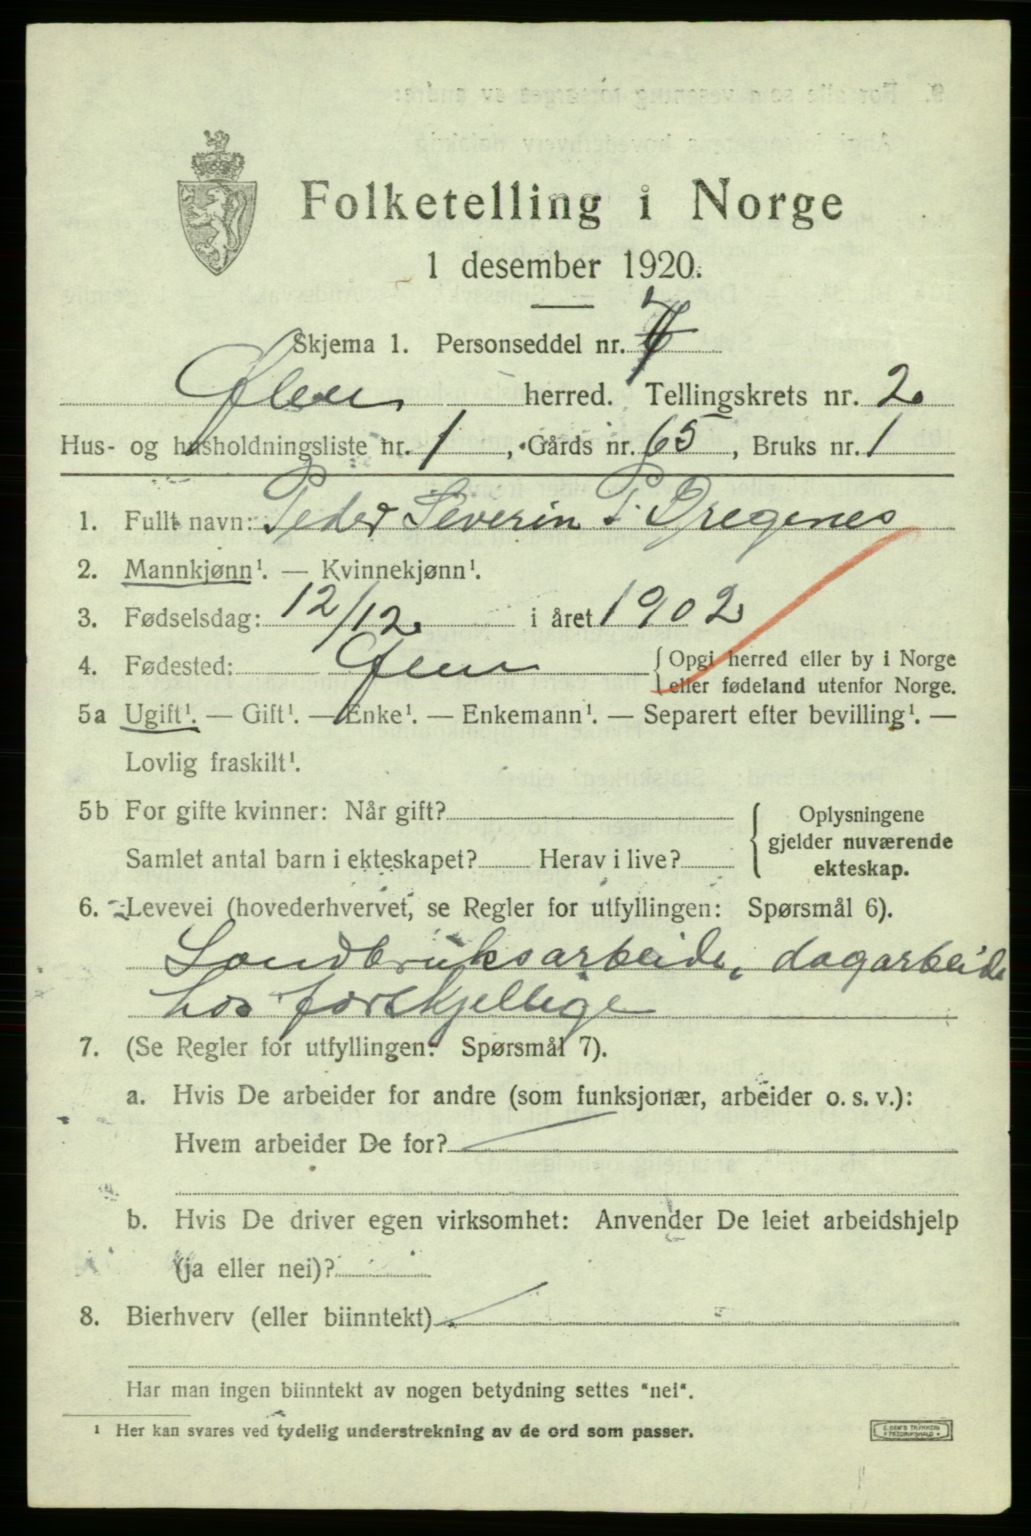 Folketelling i Norge
1 desember 1920.
Skjema 1. Personseddel nr. 7
Ølen herred. Tellingskrets nr. 2.
Hus- og husholdningsliste nr. 1, Gårds nr. 65, Bruks nr. 1
1. Fullt navn: Peder Severin P. Dregenes
2. Mannkjønn¹. — Kvinnekjønn¹.
3. Fødselsdag: 12/12. i året 1902
4. Fødested: Ølen {Opgi herred eller by i Norge
eller fødeland utenfor Norge.
5a Ugift¹. — Gift¹. — Enke¹. — Enkemann¹. — Separert efter bevilling¹. —
Lovlig fraskilt¹.
5b For gifte kvinner: Når gift?
Samlet antal barn i ekteskapet? Herav i live?
{Oplysningene
gjelder nuværende
ekteskap.
6. Levevei (hovederhvervet, se Regler for utfyllingen: Spørsmål 6).
Landbruksarbeide, dagarbeide
hos forskjellige
7. (Se Regler for utfyllingen: Spørsmål 7).
a. Hvis De arbeider for andre (som funksjonær, arbeider o. s. v.):
Hvem arbeider De for?
b. Hvis De driver egen virksomhet: Anvender De leiet arbeidshjelp
(ja eller nei)?
8. Bierhverv (eller biinntekt)
Har man ingen biinntekt av nogen betydning settes "nei".
¹ Her kan svares ved tydelig understrekning av de ord som passer.